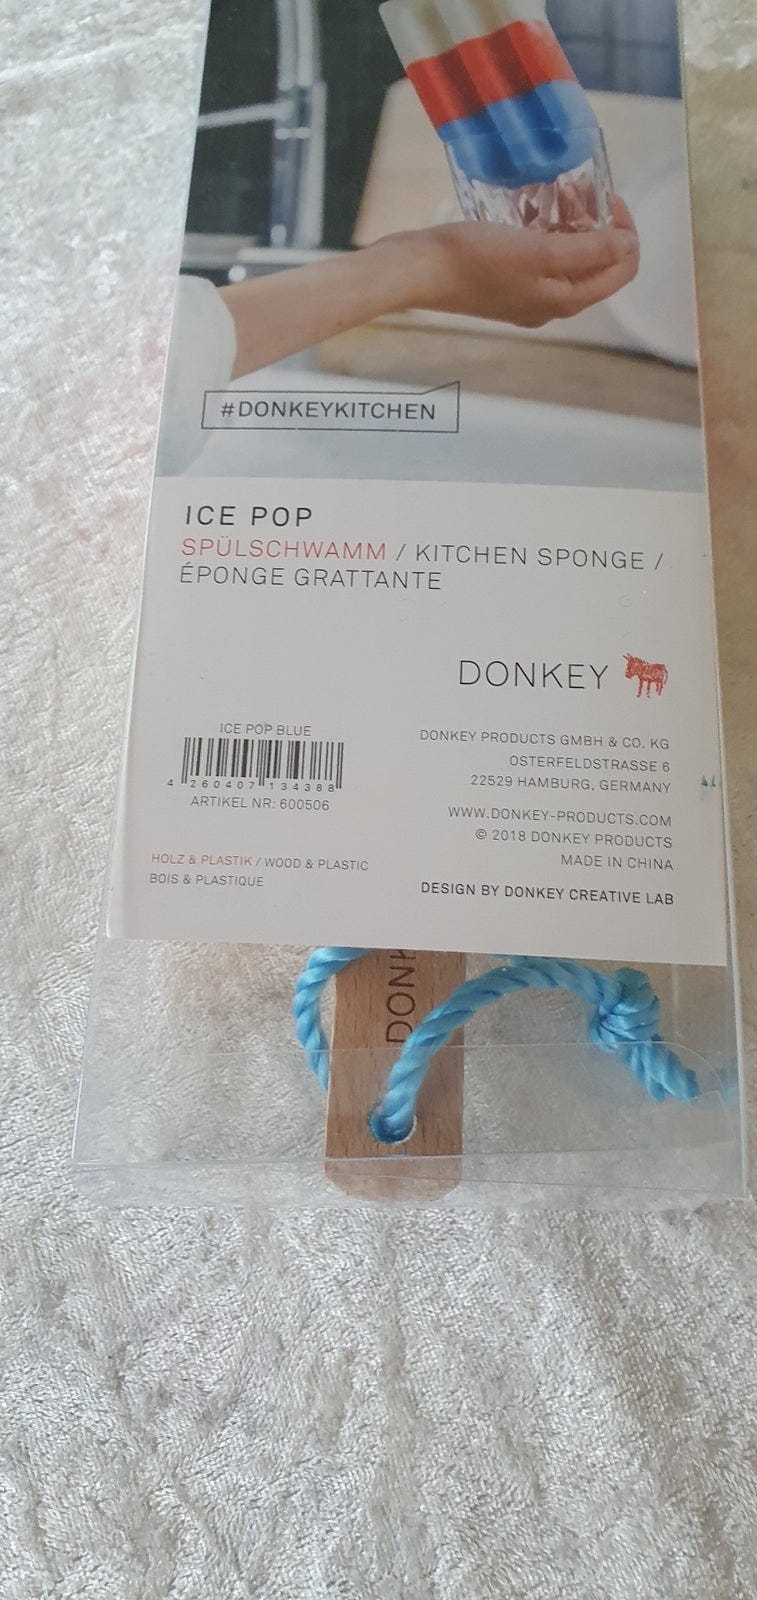 #DONKEYKITCHEN
ICE POP
SPÜLSCHWAMM / KITCHEN SPONGE /
ÉPONGE GRATTANTE
DONKEY
ICE POP BLUE
4 260407 134388
ARTIKEL NR: 600506
DONKEY PRODUCTS GMBH & CO. KG
OSTERFELDSTRASSE 6
22529 HAMBURG, GERMANY
WWW.DONKEY-PRODUCTS.COM
© 2018 DONKEY PRODUCTS
MADE IN CHINA
HOLZ & PLASTIK / WOOD & PLASTIC
BOIS & PLASTIQUE
DESIGN BY DONKEY CREATIVE LAB
DONK